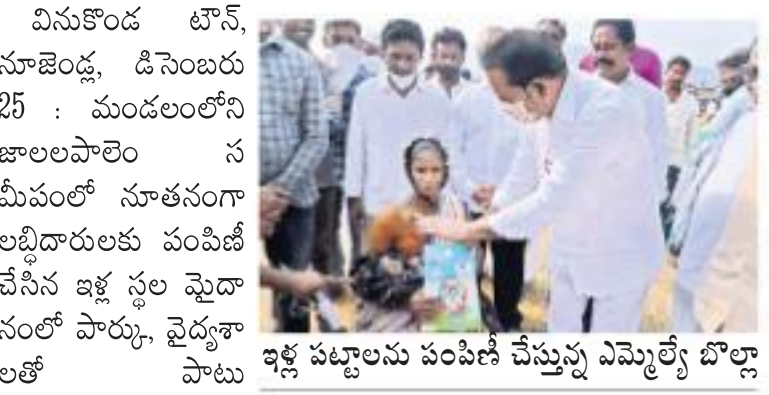 వినుకొండ టౌన్,
నూజెండ్ల, డిసెంబరు
25 : మండలంలోని
జాలలపాలెం స
మీపంలో నూతనంగా
లబ్ధిదారులకు పంపిణీ
చేసిన ఇళ్ల స్థల మైదా
నంలో పార్కు, వైద్యశా
లతో పాటు
ఇళ్ల పట్టాలను పంపిణీ చేస్తున్న ఎమ్మెల్యే బొల్లా